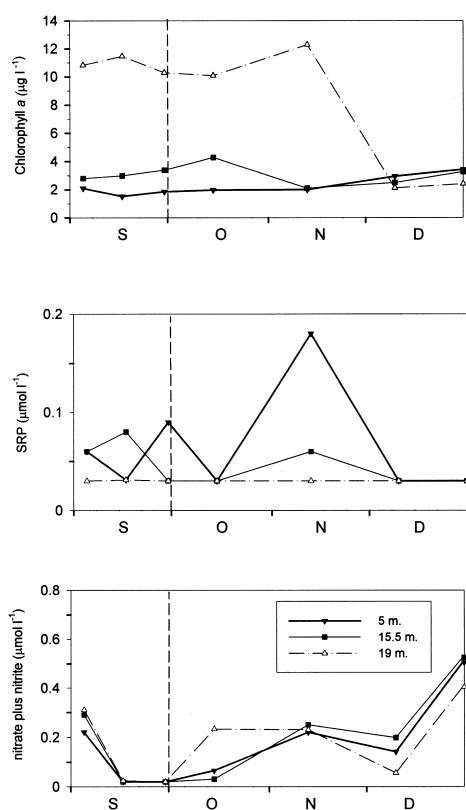 Chlorophyll a (µg l⁻¹)
14
12
10
8
6
4
2
0
S O N D
SRP (µmol l⁻¹)
0.2
0.1
0
S O N D
nitrate plus nitrite (µmol l⁻¹)
0.8
0.6
0.4
0.2
0
5 m.
15.5 m.
19 m.
S O N D